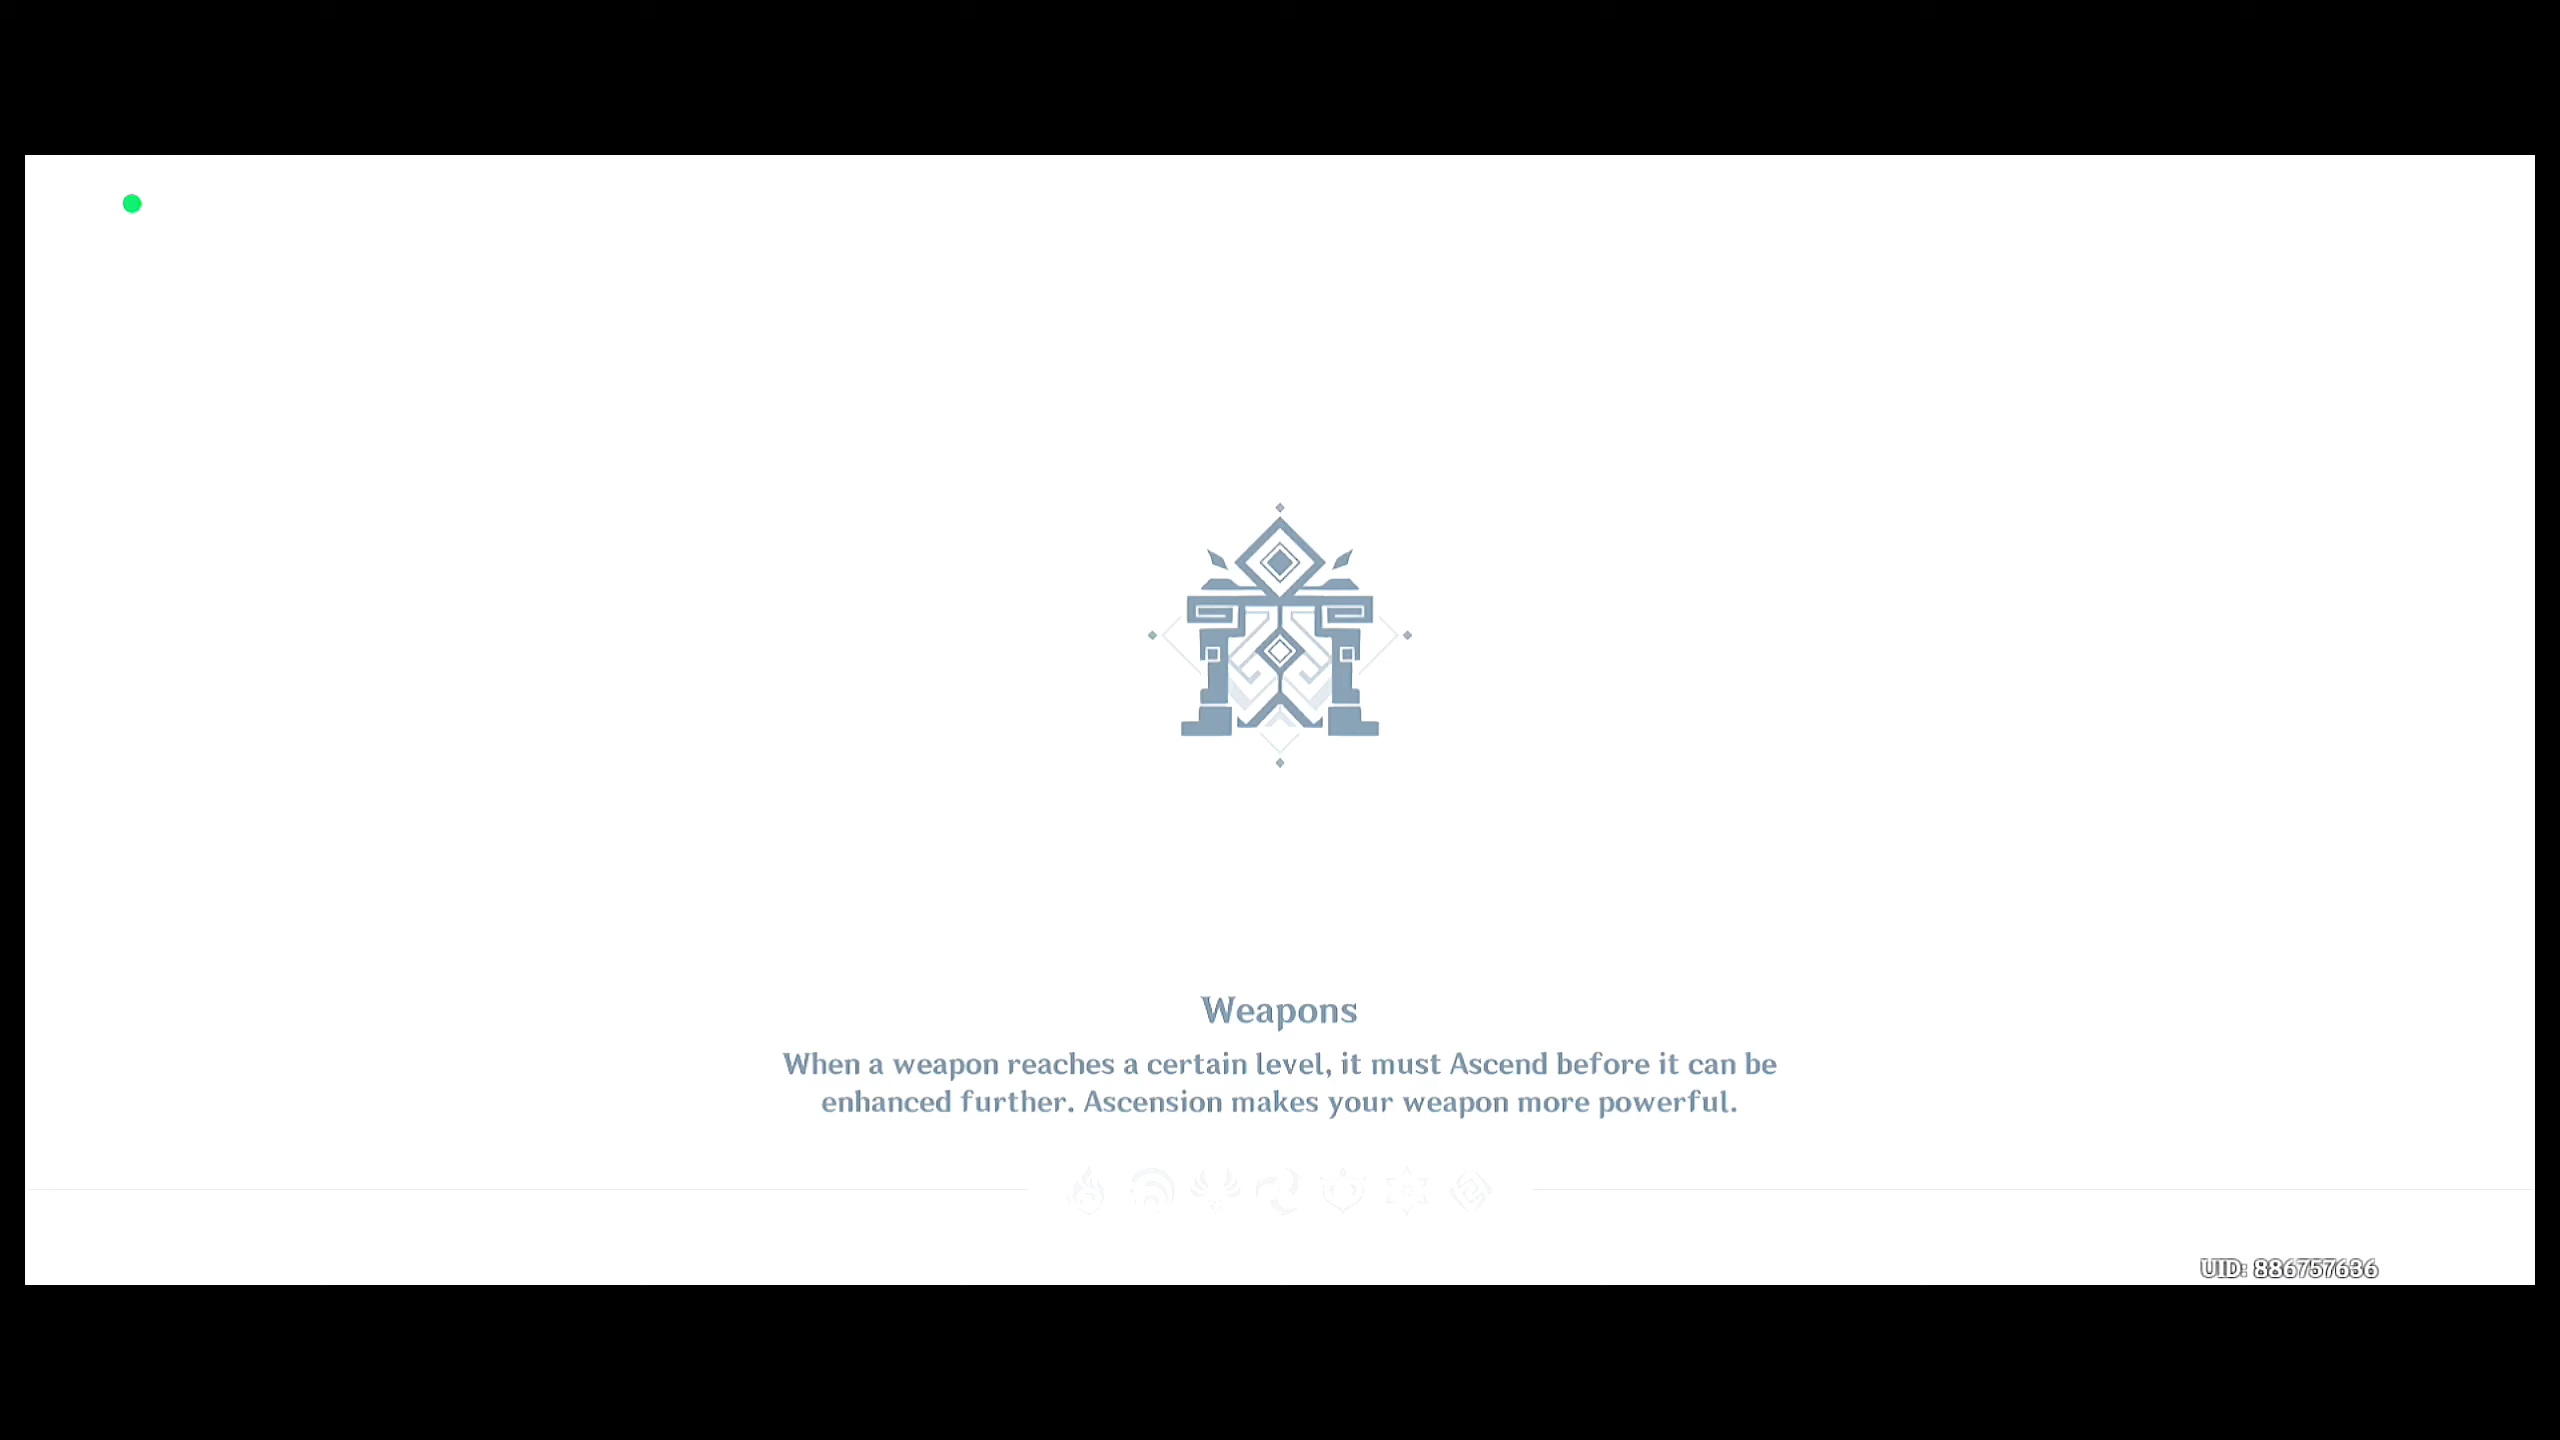 Weapons
When a weapon reaches a certain level, it must Ascend before it can be
enhanced further. Ascension makes your weapon more powerful.
UID: 886757636